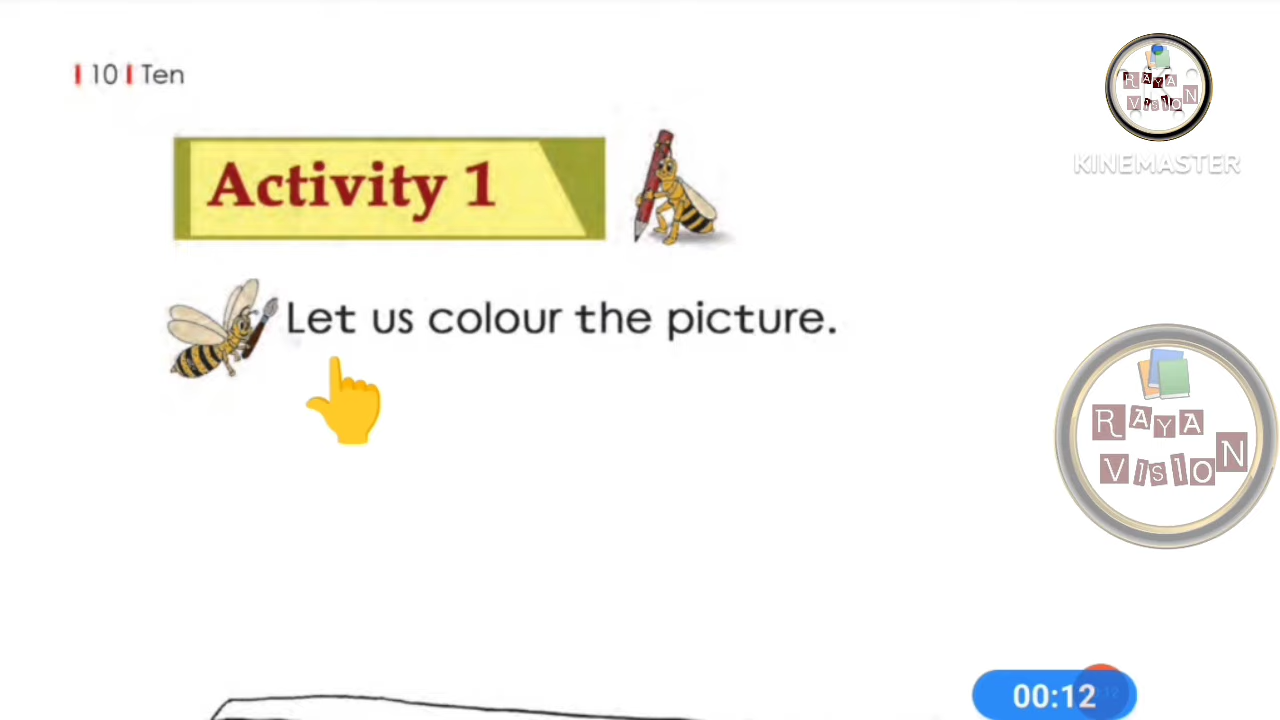 | 10 | Ten
RAYA
VISION
KINEMASTER
Activity 1
Let us colour the picture.
RAYA
VISION
00:12